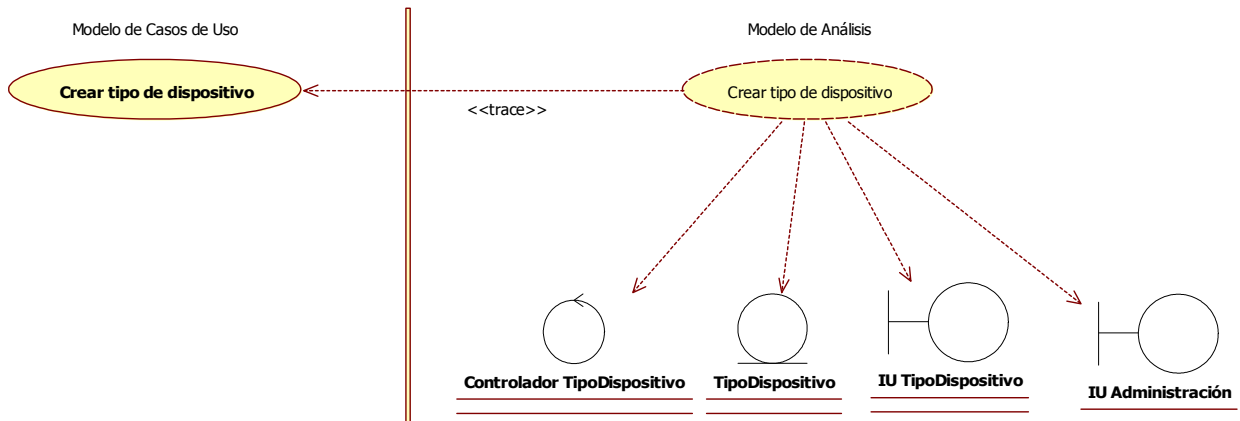 Modelo de Casos de Uso
Modelo de Análisis
Crear tipo de dispositivo
Crear tipo de dispositivo
<<trace>>
Controlador TipoDispositivo
TipoDispositivo
IU TipoDispositivo
IU Administración